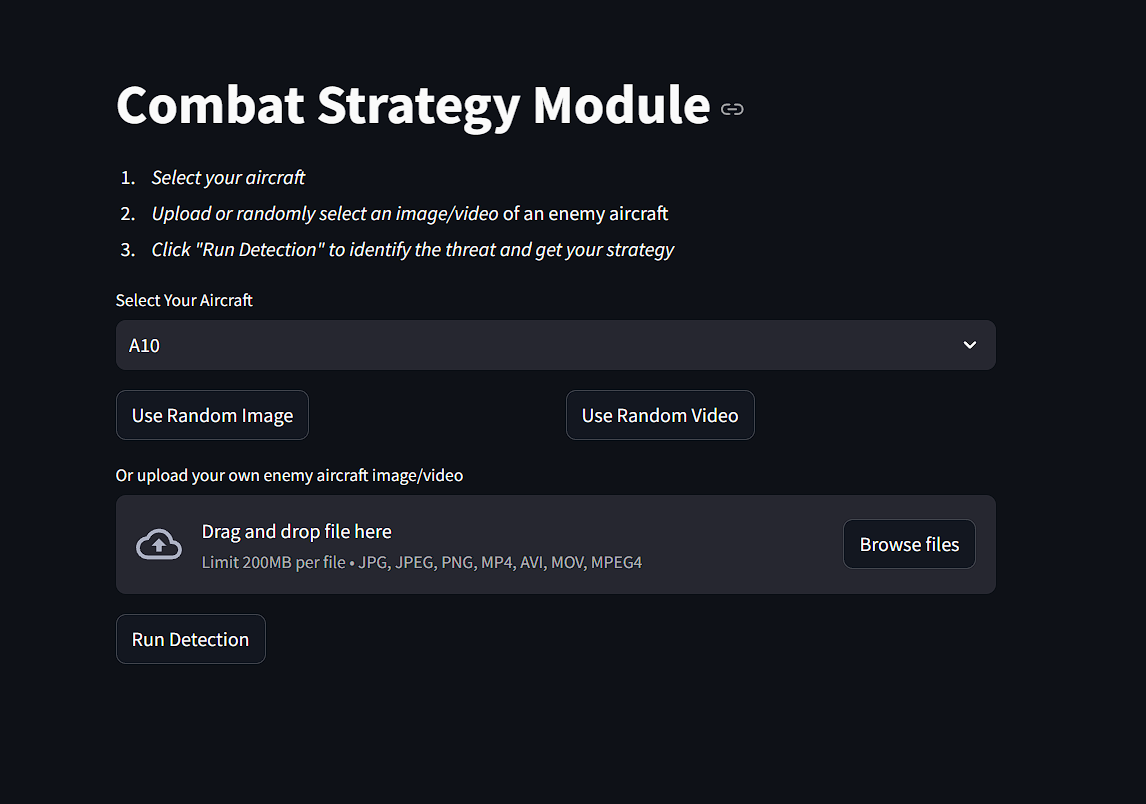 Combat Strategy Module
1. Select your aircraft
2. Upload or randomly select an image/video of an enemy aircraft
3. Click "Run Detection" to identify the threat and get your strategy
Select Your Aircraft
A10
Use Random Image
Use Random Video
Or upload your own enemy aircraft image/video
Drag and drop file here
Limit 200MB per file • JPG, JPEG, PNG, MP4, AVI, MOV, MPEG4
Browse files
Run Detection